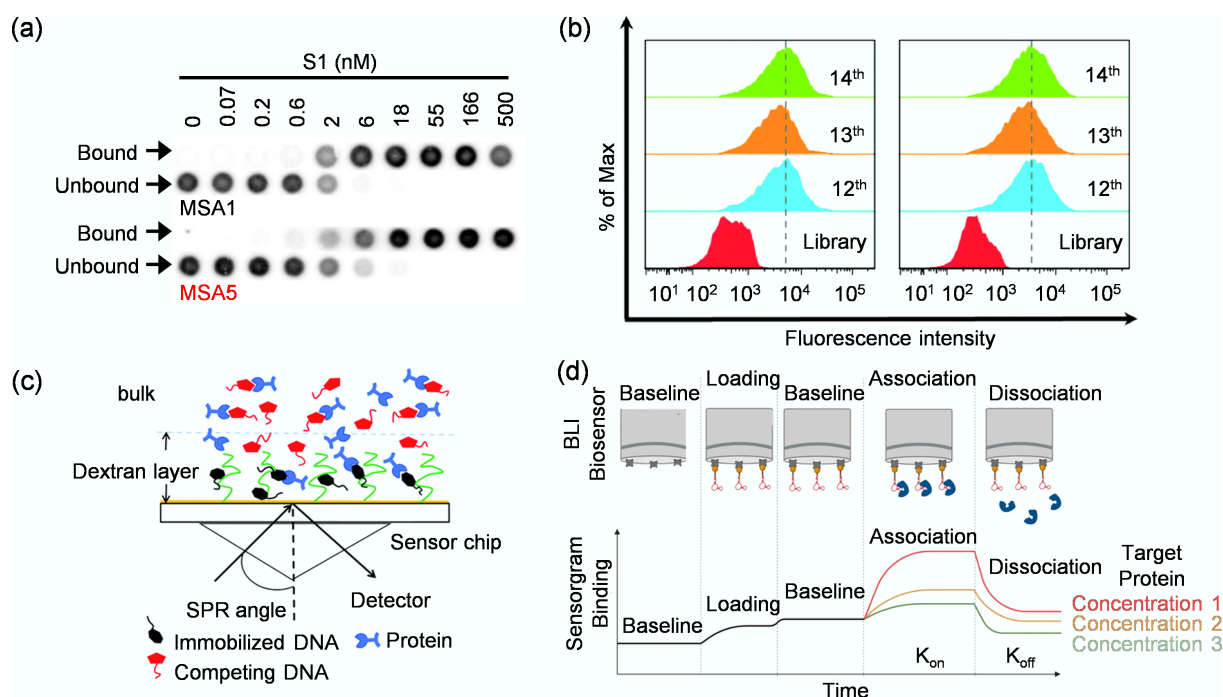 (a)
S1 (nM)
0 0.07 0.2 0.6 2 6 18 55 166 500
Bound
Unbound
MSA1
Bound
Unbound
MSA5
(b)
% of Max
14th
13th
12th
Library
10¹ 10² 10³ 10⁴ 10⁵
14th
13th
12th
Library
10¹ 10² 10³ 10⁴ 10⁵
Fluorescence intensity
(c)
bulk
Dextran layer
Sensor chip
SPR angle
Detector
Immobilized DNA
Protein
Competing DNA
(d)
BLI
Biosensor
Baseline
Loading
Baseline
Association
Dissociation
Sensorgram
Binding
Baseline
Loading
Baseline
Association
Dissociation
Target
Protein
Concentration 1
Concentration 2
Concentration 3
Kon
Koff
Time